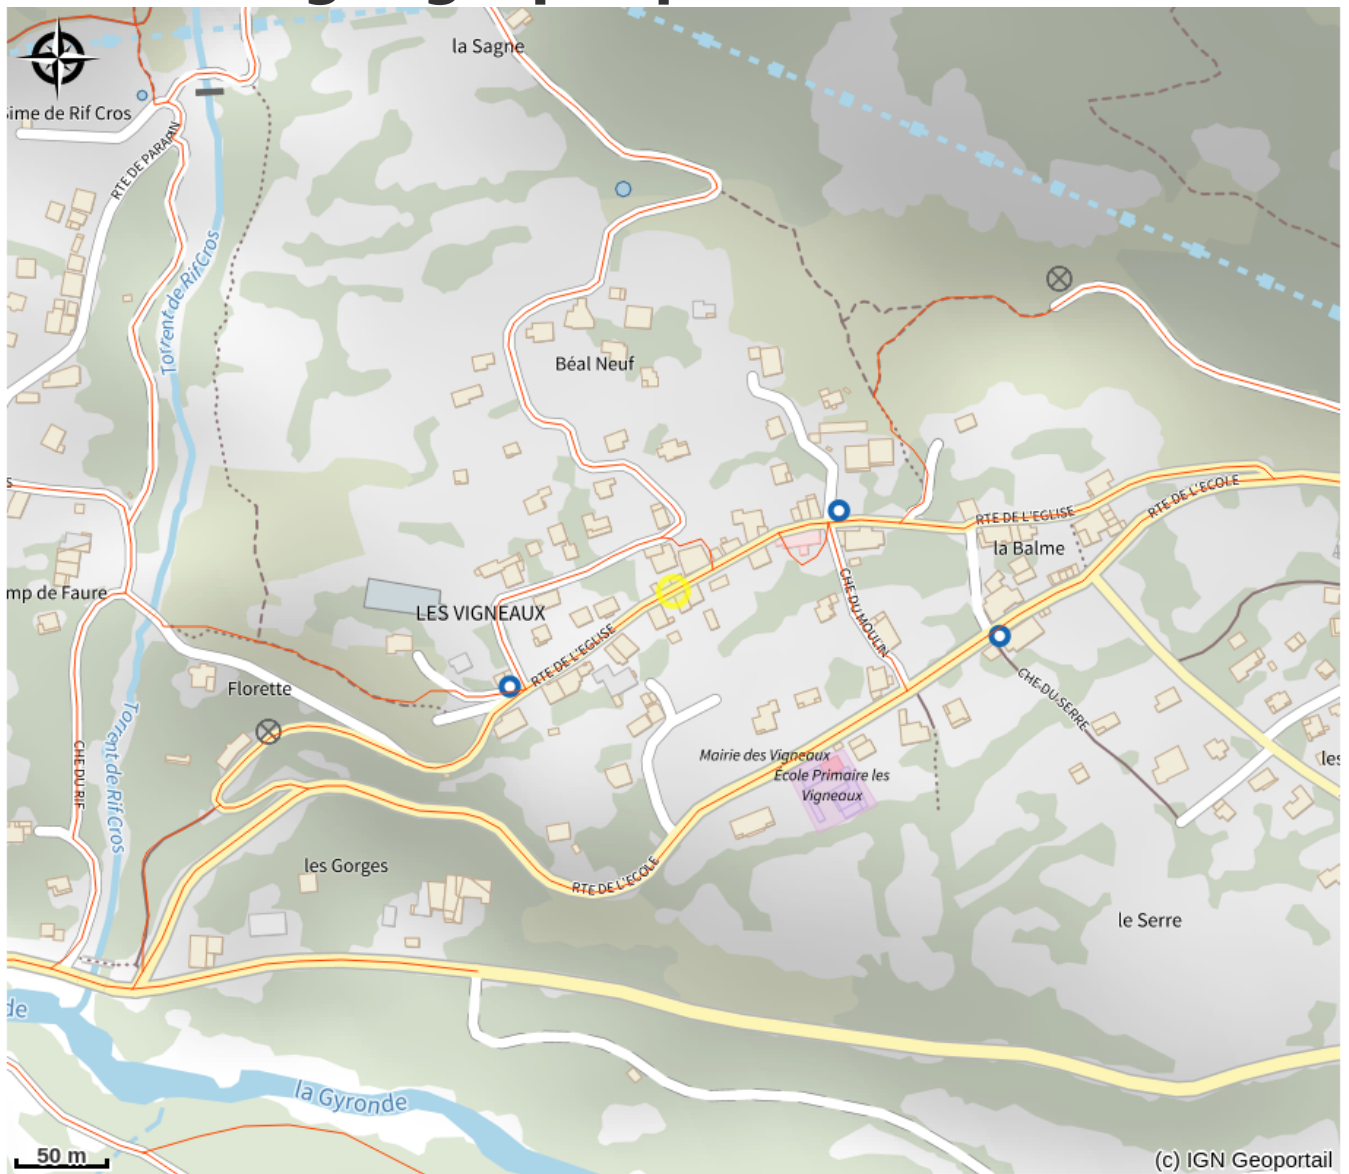 la Sagne
ime de Rif Cros
RTE DE PARAPIN
Torrent de Rif Cros
Béal Neuf
RTE DE L'ECOLE
RTE DE L'EGLISE
la Balme
mp de Faure
LES VIGNEAUX
CHE DU MOULIN
RTE DE L'EGLISE
Florette
CHE DU SERRE
Torrent de Rif Cros
CHE DU RIF
Mairie des Vigneaux
Ecole Primaire les
Vigneaux
les
les Gorges
RTE DE L'ECOLE
le Serre
de
la Gyronde
50 m
(c) IGN Geoportail